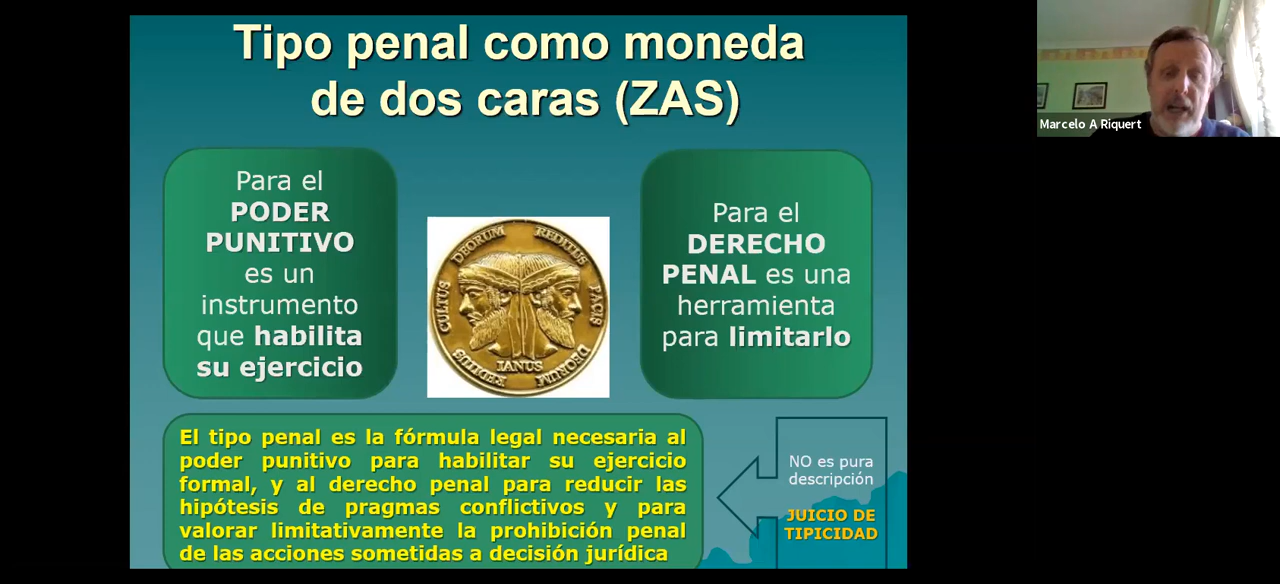 Tipo penal como moneda
de dos caras (ZAS)
Para el
PODER
PUNITIVO
es un
instrumento
que habilita
su ejercicio
CULTUS DEORUM REDITUS PACIS
REDITUS DEORUM
IANUS
Para el
DERECHO
PENAL es una
herramienta
para limitarlo
El tipo penal es la fórmula legal necesaria al
poder punitivo para habilitar su ejercicio
formal, y al derecho penal para reducir las
hipótesis de pragmas conflictivos y para
valorar limitativamente la prohibición penal
de las acciones sometidas a decisión jurídica
NO es pura
descripción
JUICIO DE
TIPICIDAD
Marcelo A Riquert